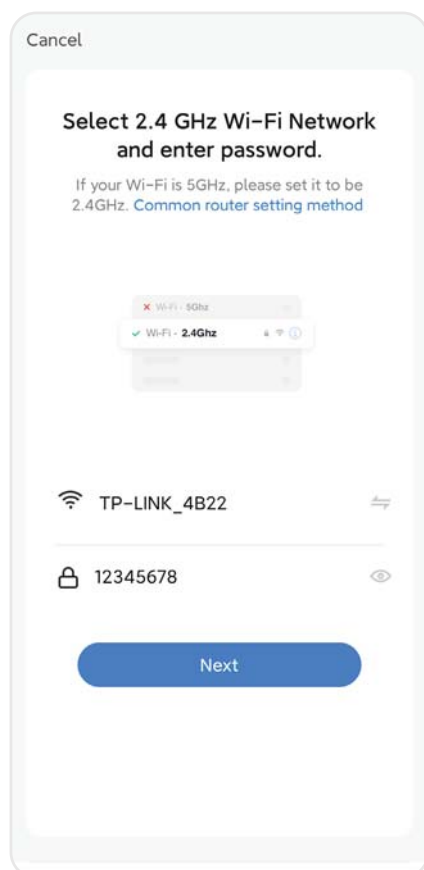 Cancel
Select 2.4 GHz Wi-Fi Network
and enter password.
If your Wi-Fi is 5GHz, please set it to be
2.4GHz. Common router setting method
Wi-Fi - 5Ghz
Wi-Fi - 2.4Ghz
TP-LINK_4B22
12345678
Next